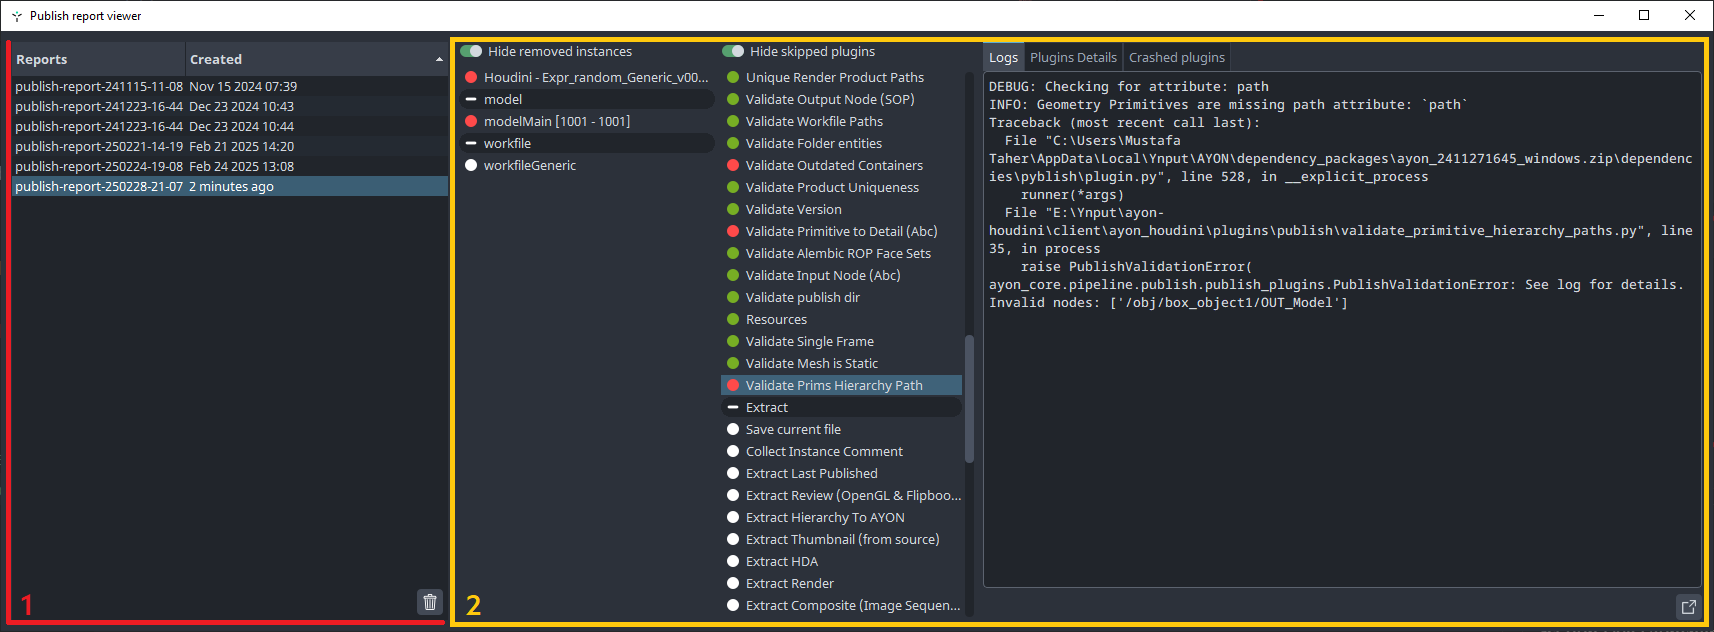 Publish report viewer
Reports Created
publish-report-241115-11-08 Nov 15 2024 07:39
publish-report-241223-16-44 Dec 23 2024 10:43
publish-report-241223-16-44 Dec 23 2024 10:44
publish-report-250221-14-19 Feb 21 2025 14:20
publish-report-250224-19-08 Feb 24 2025 13:08
publish-report-250228-21-07 2 minutes ago
1
Hide removed instances
Houdini - Expr_random_Generic_v00...
model
modelMain [1001 - 1001]
workfile
workfileGeneric
2
Hide skipped plugins
Unique Render Product Paths
Validate Output Node (SOP)
Validate Workfile Paths
Validate Folder entities
Validate Outdated Containers
Validate Product Uniqueness
Validate Version
Validate Primitive to Detail (Abc)
Validate Alembic ROP Face Sets
Validate Input Node (Abc)
Validate publish dir
Resources
Validate Single Frame
Validate Mesh is Static
Validate Prims Hierarchy Path
Extract
Save current file
Collect Instance Comment
Extract Last Published
Extract Review (OpenGL & Flipboo...
Extract Hierarchy To AYON
Extract Thumbnail (from source)
Extract HDA
Extract Render
Extract Composite (Image Sequen...
Logs Plugins Details Crashed plugins
DEBUG: Checking for attribute: path
INFO: Geometry Primitives are missing path attribute: `path`
Traceback (most recent call last):
File "C:\Users\Mustafa
Taher\AppData\Local\Ynput\AYON\dependency_packages\ayon_2411271645_windows.zip\dependenc
ies\pyblish\plugin.py", line 528, in __explicit_process
runner(*args)
File "E:\Ynput\ayon-
houdini\client\ayon_houdini\plugins\publish\validate_primitive_hierarchy_paths.py", line
35, in process
raise PublishValidationError(
ayon_core.pipeline.publish.publish_plugins.PublishValidationError: See log for details.
Invalid nodes: ['/obj/box_object1/OUT_Model']